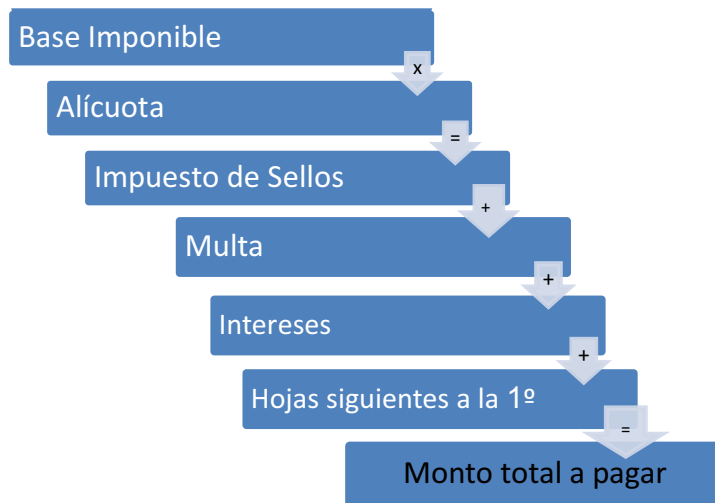 Base Imponible
x
Alícuota
=
Impuesto de Sellos
+
Multa
+
Intereses
+
Hojas siguientes a la 1º
=
Monto total a pagar